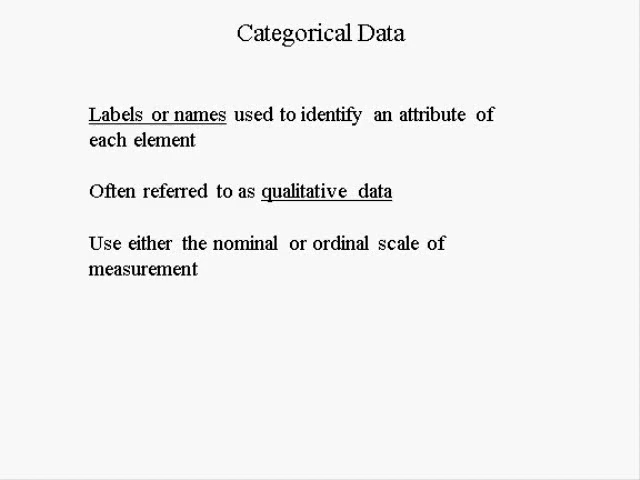 Categorical Data
Labels or names used to identify an attribute of
each element
Often referred to as qualitative data
Use either the nominal or ordinal scale of
measurement